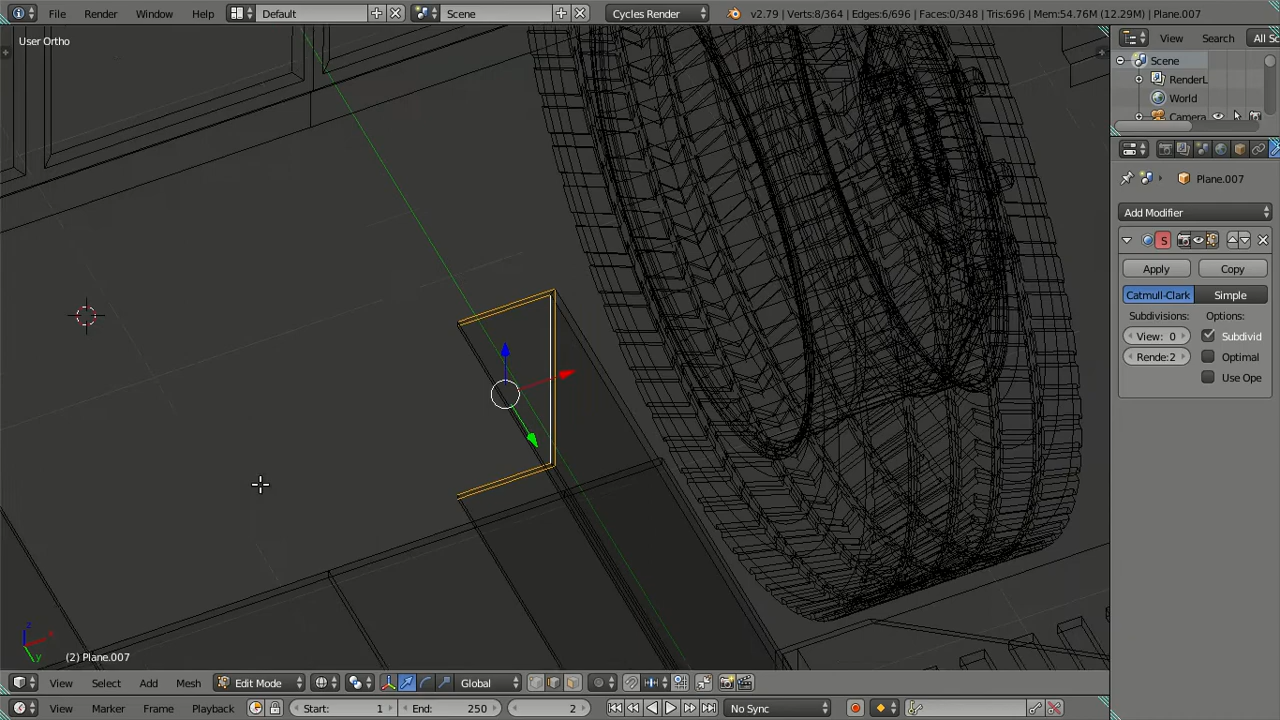 File Render Window Help Default Scene Cycles Render v2.79 | Verts:8/364 | Edges:6/696 | Faces:0/348 | Tris:696 | Mem:54.76M (12.29M) | Plane.007
User Ortho
View Search All Sc
Scene
RenderL
World
Camera
Plane.007
Add Modifier
S
Apply Copy
Catmull-Clark Simple
Subdivisions: Options:
View: 0 Subdivid
Rende:2 Optimal
Use Ope
z
x
y
(2) Plane.007
View Select Add Mesh Edit Mode Global
View Marker Frame Playback Start: 1 End: 250 2 No Sync